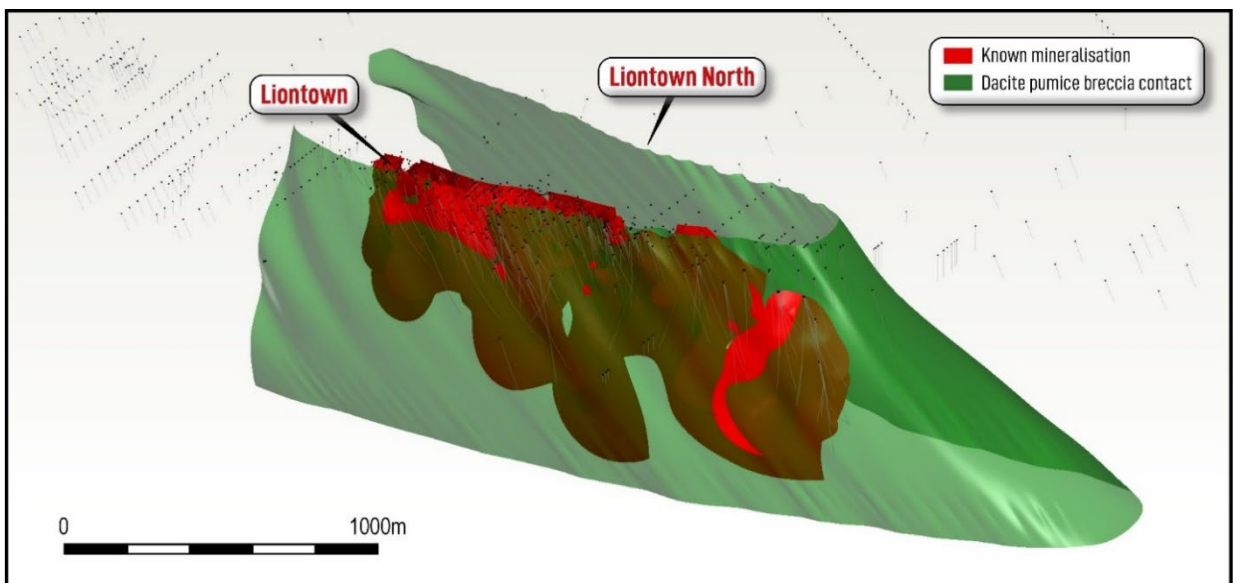 Liontown
Liontown North
Known mineralisation
Dacite pumice breccia contact
0
1000m